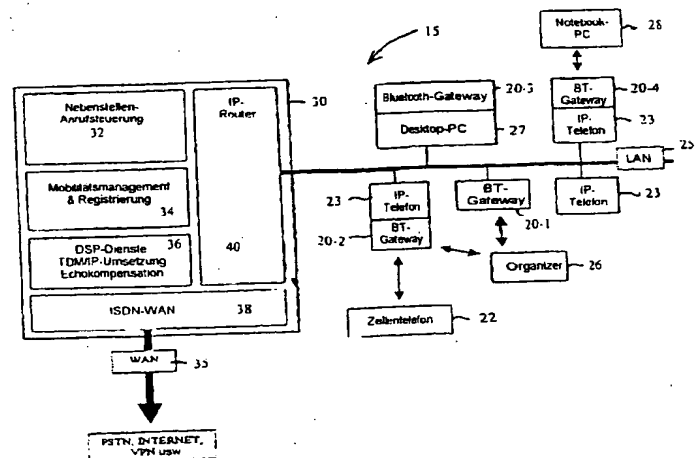 15
Notebook-
PC
28
Nebenstellen-
Anrufsteuerung
32
IP-
Router
30
Bluetooth-Gateway
20-3
Desktop-PC
27
BT-
Gateway
20-4
IP-
Telefon
23
Mobilitätsmanagement
& Registrierung
34
LAN
25
23
IP-
Telefon
BT-
Gateway
20-1
IP-
Telefon
23
20-2
BT-
Gateway
DSP-Dienste
36
TDM/IP-Umsetzung
Echokompensation
40
Organizer
26
ISDN-WAN
38
Zellentelefon
22
WAN
35
PSTN, INTERNET,
VPN usw